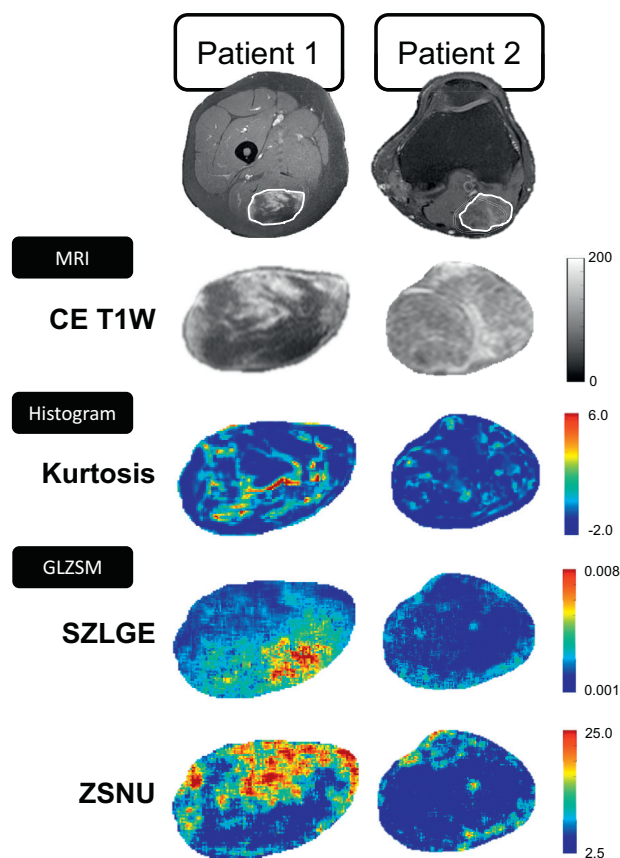 Patient 1 Patient 2
MRI
CE T1W
200
0
Histogram
Kurtosis
6.0
-2.0
GLZSM
SZLGE
0.008
0.001
ZSNU
25.0
2.5